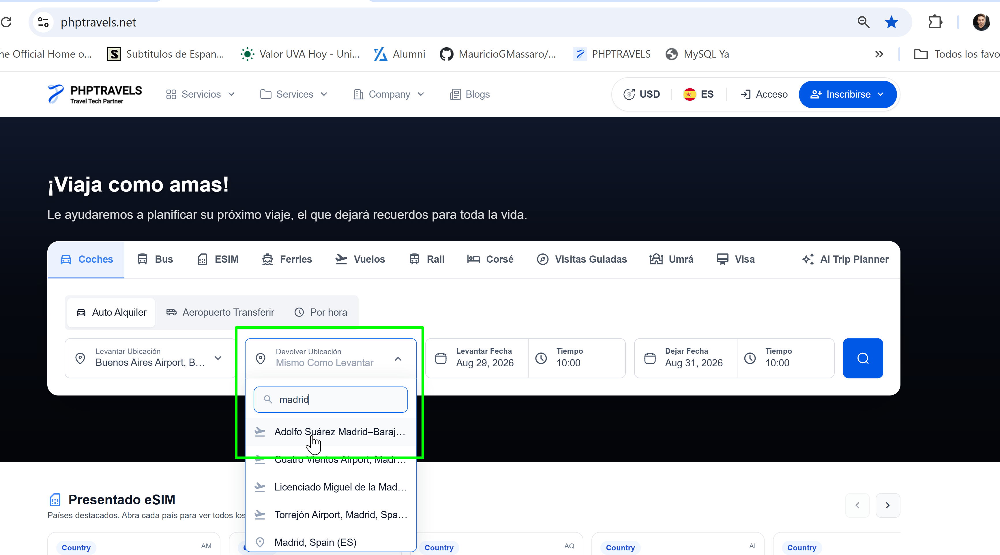 phptravels.net
he Official Home o...
Subtitulos de Espan...
Valor UVA Hoy - Uni...
Alumni
MauricioGMassaro/...
PHPTRAVELS
MySQL Ya
Todos los favo
PHPTRAVELS
Travel Tech Partner
Servicios
Services
Company
Blogs
USD
ES
Acceso
Inscribirse
¡Viaja como amas!
Le ayudaremos a planificar su próximo viaje, el que dejará recuerdos para toda la vida.
Coches
Bus
ESIM
Ferries
Vuelos
Rail
Corsé
Visitas Guiadas
Umrá
Visa
AI Trip Planner
Auto Alquiler
Aeropuerto Transferir
Por hora
Levantar Ubicación
Buenos Aires Airport, B...
Devolver Ubicación
Mismo Como Levantar
Levantar Fecha
Aug 29, 2026
Tiempo
10:00
Dejar Fecha
Aug 31, 2026
Tiempo
10:00
madrid
Adolfo Suárez Madrid–Baraj...
Cuatro Vientos Airport, Madr...
Licenciado Miguel de la Mad...
Torrejón Airport, Madrid, Spa...
Madrid, Spain (ES)
Presentado eSIM
Países destacados. Abra cada país para ver todos los
Country
AM
Country
AQ
Country
AI
Country